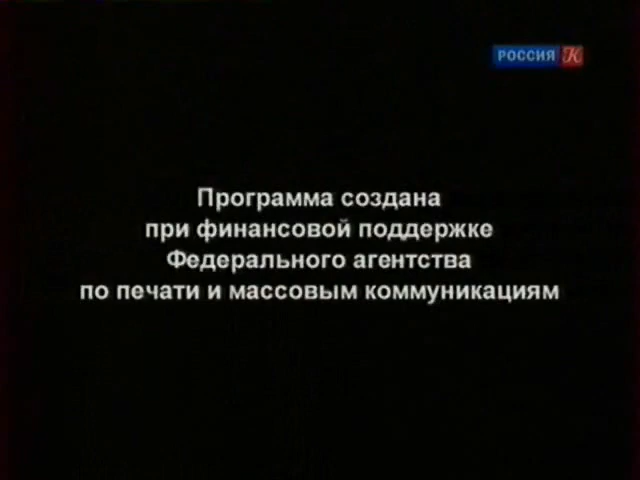 РОССИЯ К
Программа создана
при финансовой поддержке
Федерального агентства
по печати и массовым коммуникациям